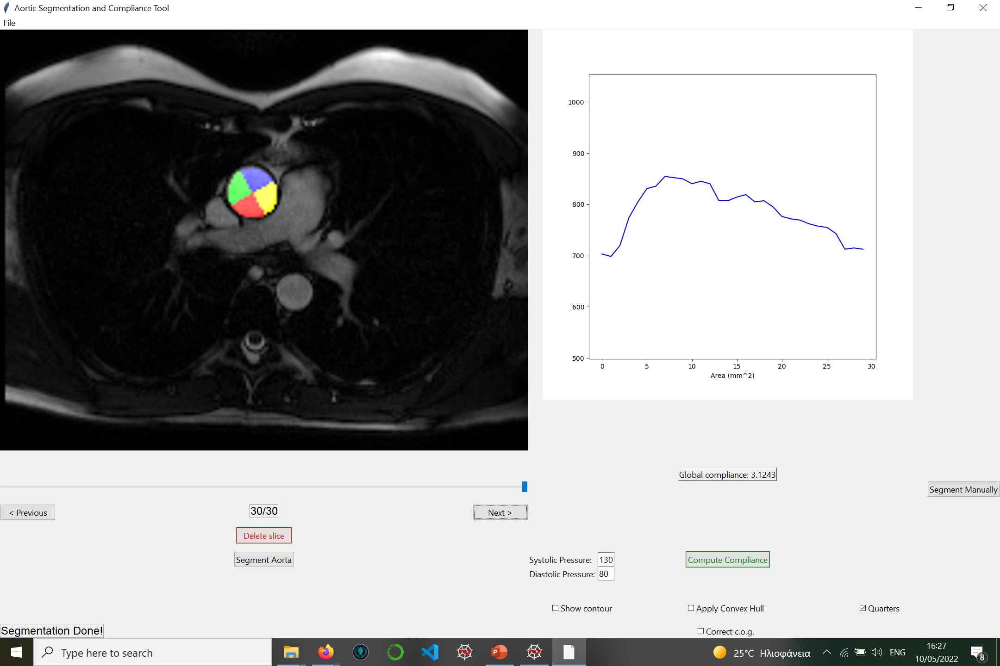 Aortic Segmentation and Compliance Tool
File
1000
900
800
700
600
500
0 5 10 15 20 25 30
Area (mm^2)
Global compliance: 3.1243
Segment Manually
< Previous
30/30
Next >
Delete slice
Segment Aorta
Systolic Pressure: 130
Diastolic Pressure: 80
Compute Compliance
Show contour
Apply Convex Hull
Quarters
Correct c.o.g.
Segmentation Done!
Type here to search
P
25°C Ηλιοφάνεια
ENG
16:27
10/05/2022
8